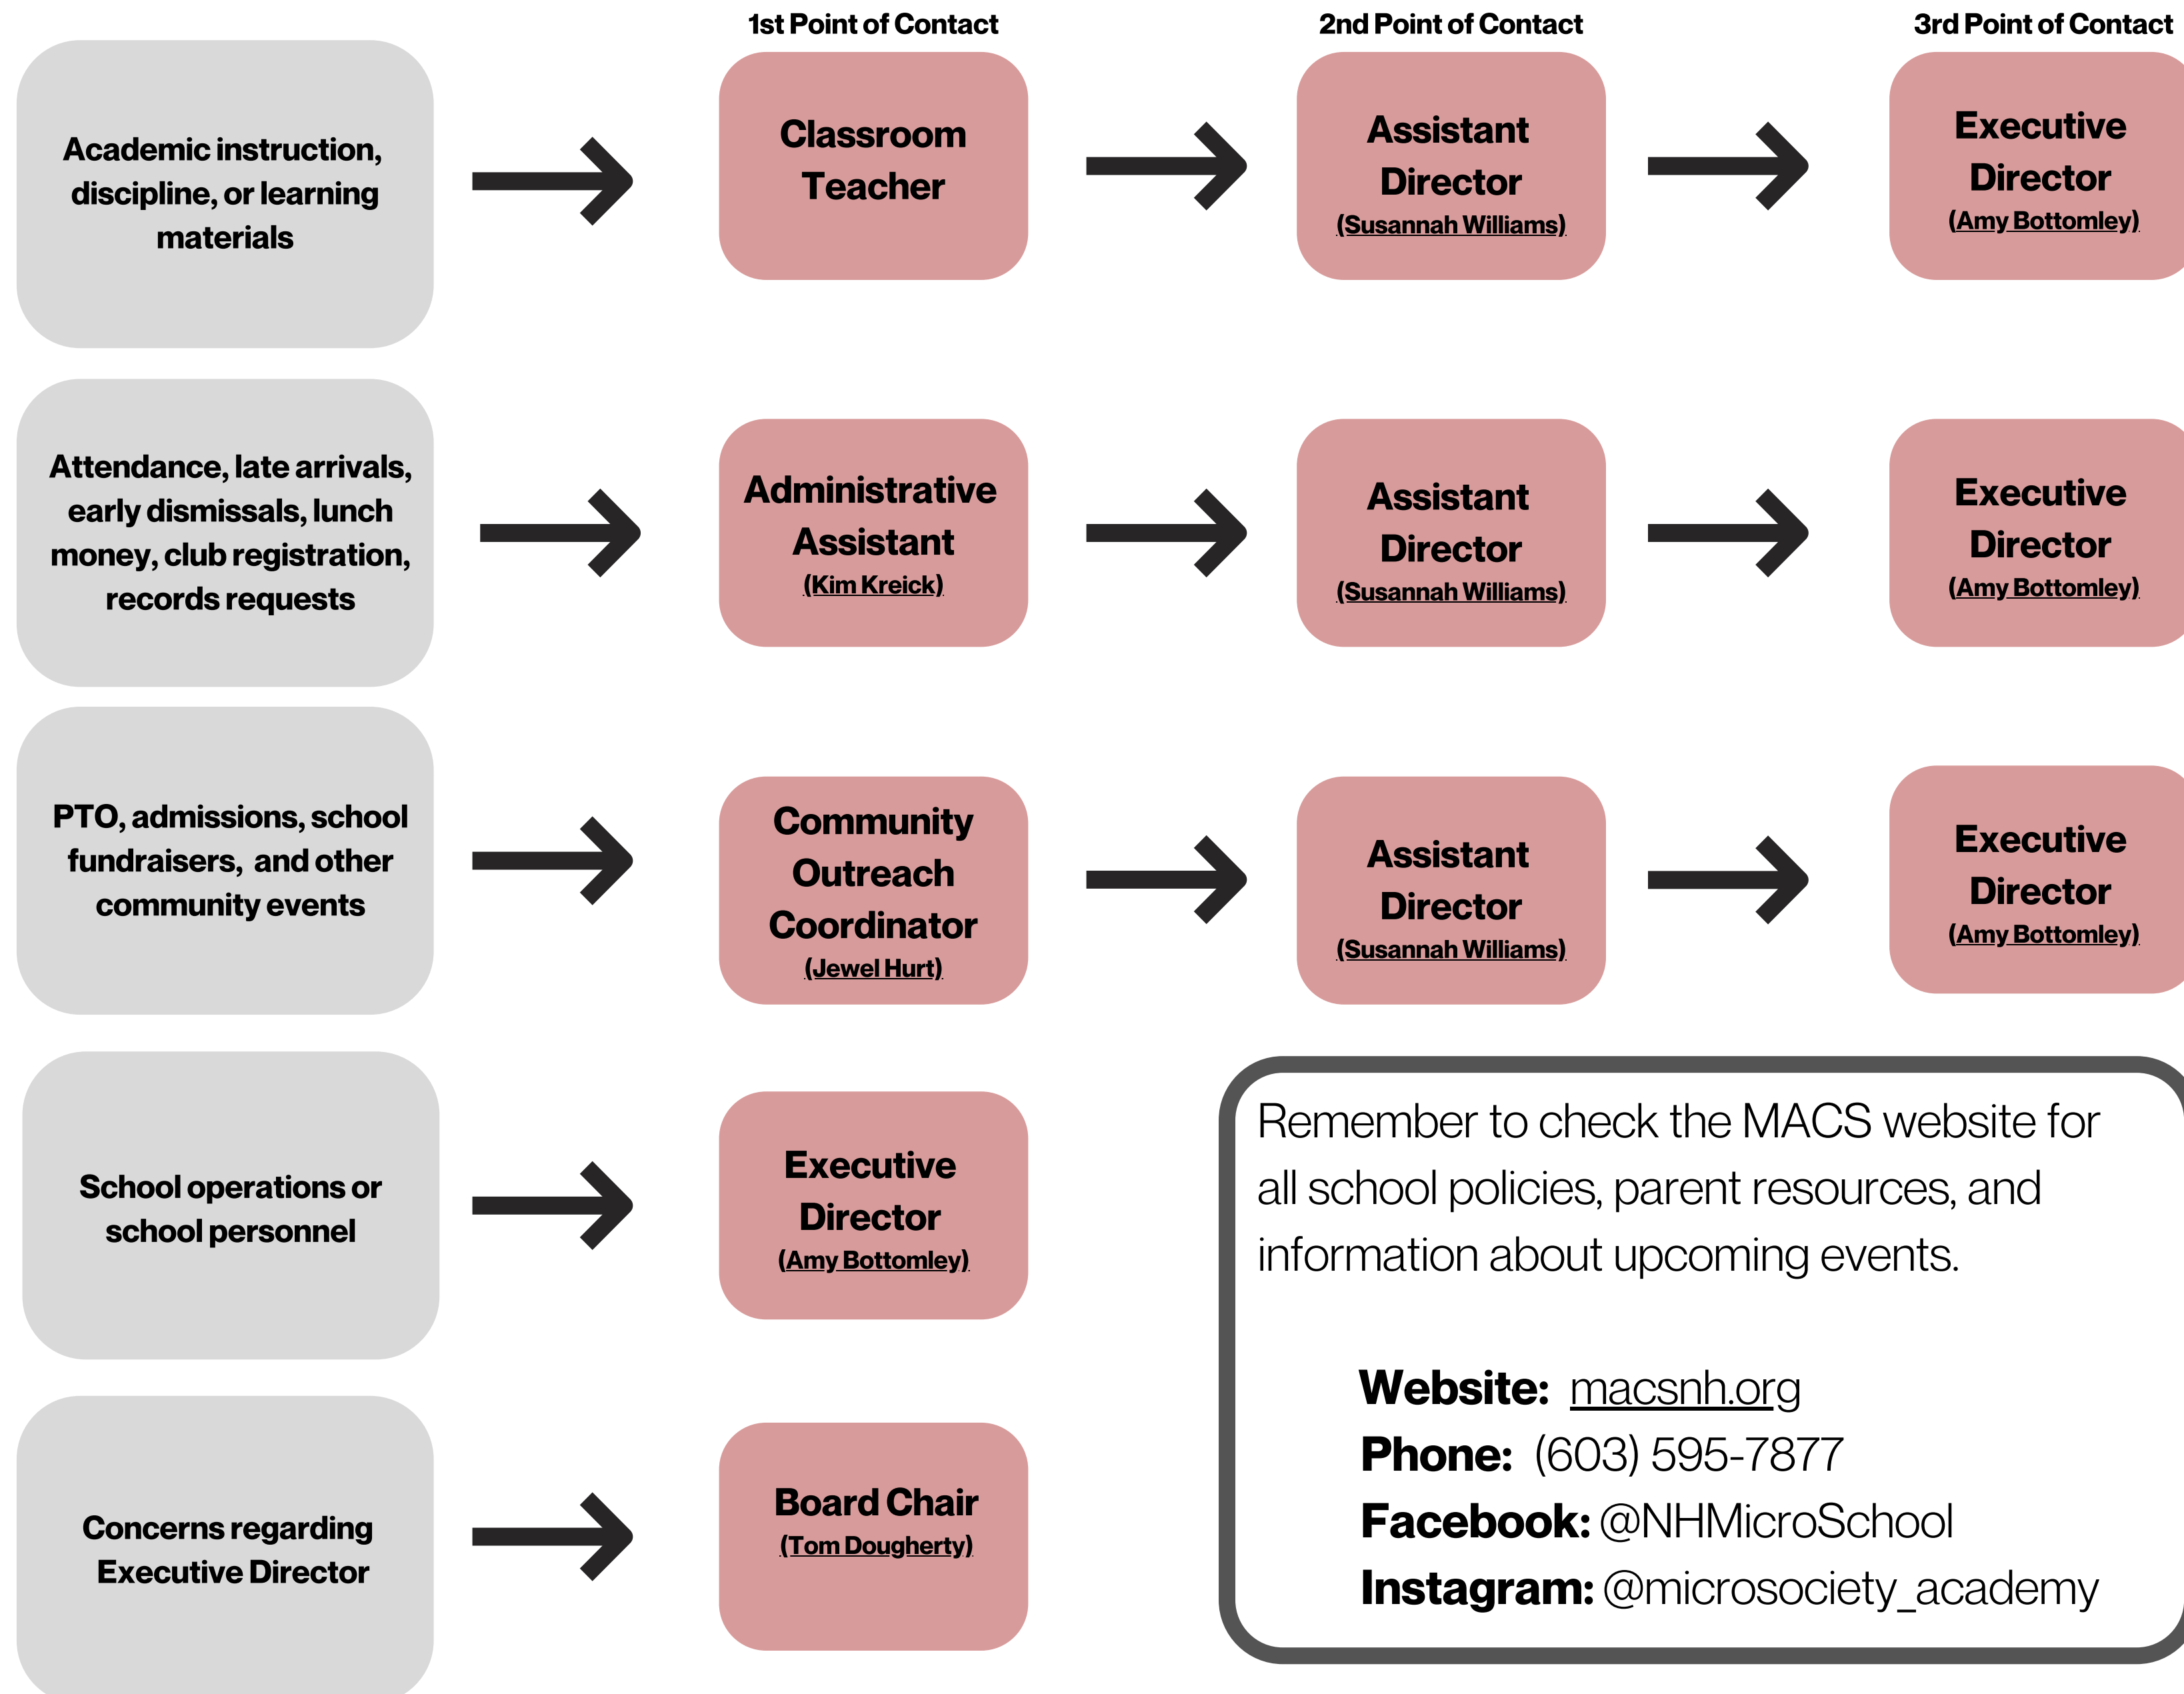 1st Point of Contact
2nd Point of Contact
3rd Point of Contact
Academic instruction,
discipline, or learning
materials
Classroom
Teacher
Assistant
Director
(Susannah Williams)
Executive
Director
(Amy Bottomley)
Attendance, late arrivals,
early dismissals, lunch
money, club registration,
records requests
Administrative
Assistant
(Kim Kreick)
Assistant
Director
(Susannah Williams)
Executive
Director
(Amy Bottomley)
PTO, admissions, school
fundraisers, and other
community events
Community
Outreach
Coordinator
(Jewel Hurt)
Assistant
Director
(Susannah Williams)
Executive
Director
(Amy Bottomley)
School operations or
school personnel
Executive
Director
(Amy Bottomley)
Concerns regarding
Executive Director
Board Chair
(Tom Dougherty)
Remember to check the MACS website for
all school policies, parent resources, and
information about upcoming events.
Website: macsnh.org
Phone: (603) 595-7877
Facebook: @NHMicroSchool
Instagram: @microsociety_academy